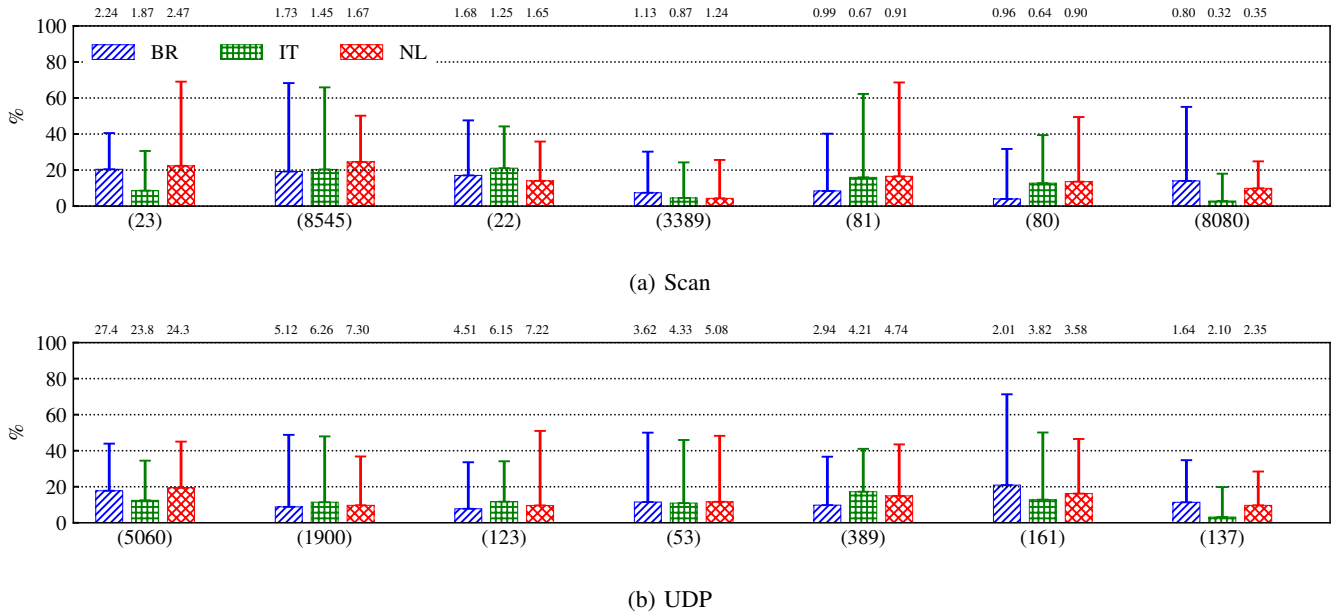 2.24 1.87 2.47 1.73 1.45 1.67 1.68 1.25 1.65 1.13 0.87 1.24 0.99 0.67 0.91 0.96 0.64 0.90 0.80 0.32 0.35
100
80
60
40
20
0
%
BR IT NL
(23) (8545) (22) (3389) (81) (80) (8080)
(a) Scan
27.4 23.8 24.3 5.12 6.26 7.30 4.51 6.15 7.22 3.62 4.33 5.08 2.94 4.21 4.74 2.01 3.82 3.58 1.64 2.10 2.35
100
80
60
40
20
0
%
(5060) (1900) (123) (53) (389) (161) (137)
(b) UDP